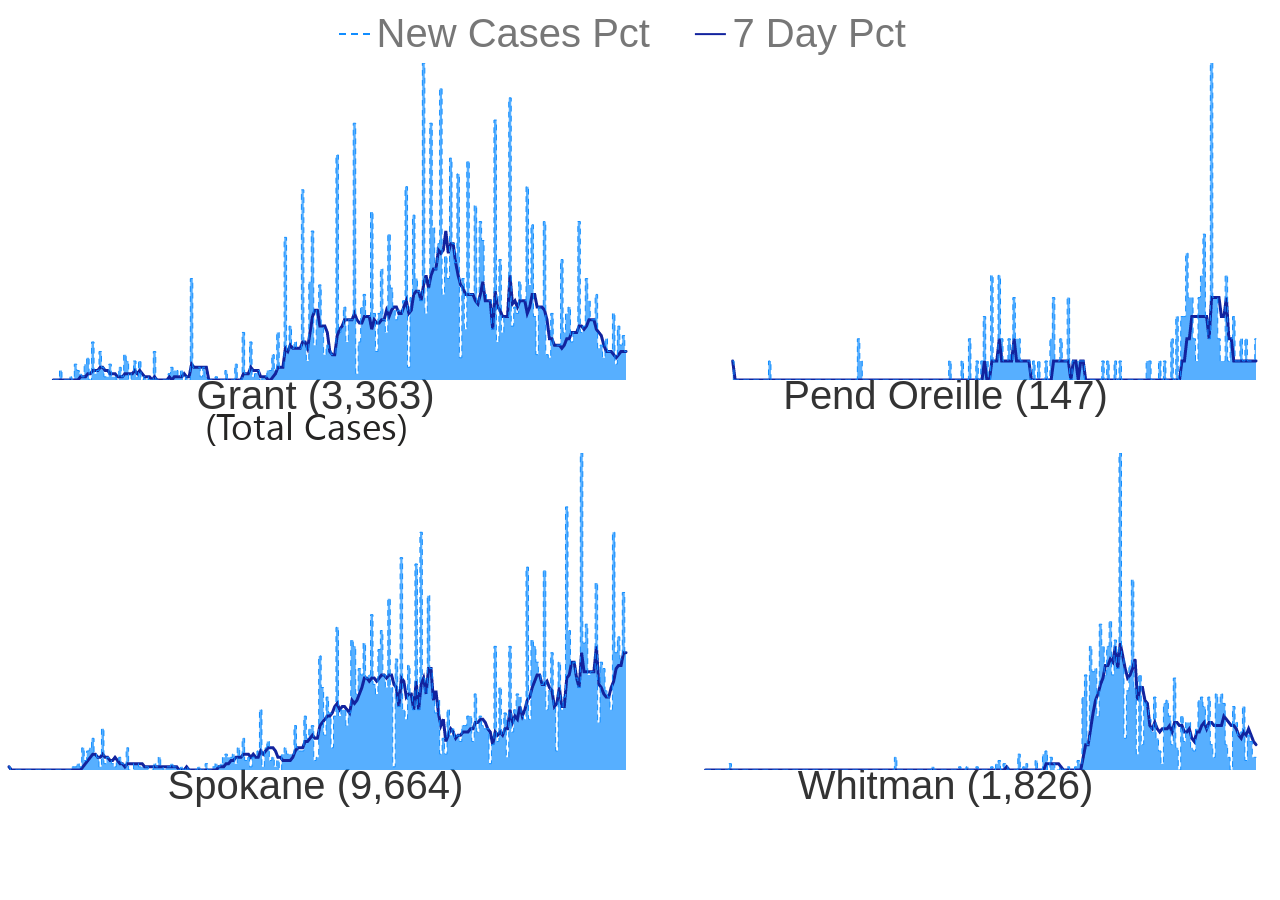 New Cases Pct 7 Day Pct
Grant (3,363) Pend Oreille (147)
(Total Cases)
Spokane (9,664) Whitman (1,826)